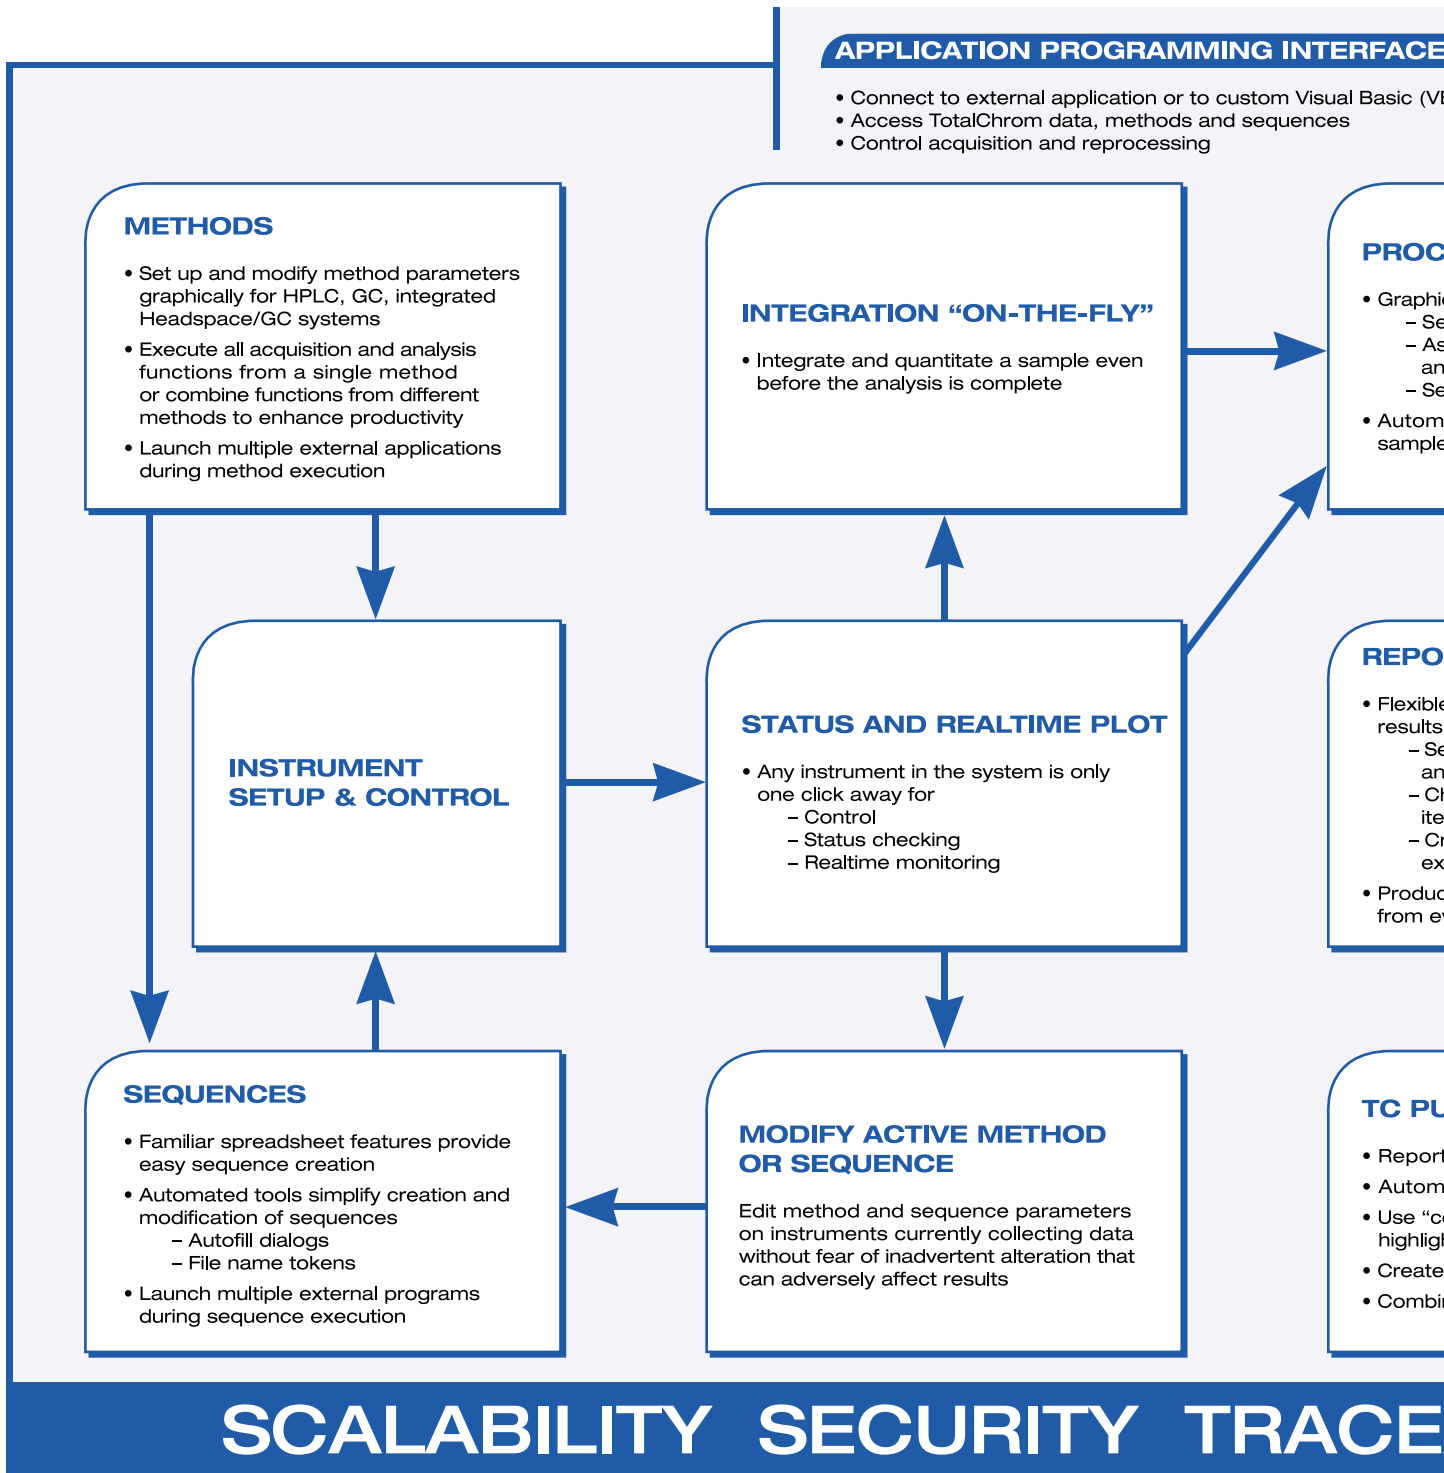 APPLICATION PROGRAMMING INTERFACE
• Connect to external application or to custom Visual Basic
• Access TotalChrom data, methods and sequences
• Control acquisition and reprocessing
METHODS
• Set up and modify method parameters
graphically for HPLC, GC, integrated
Headspace/GC systems
• Execute all acquisition and analysis
functions from a single method
or combine functions from different
methods to enhance productivity
• Launch multiple external applications
during method execution
INTEGRATION “ON-THE-FLY”
• Integrate and quantitate a sample even
before the analysis is complete
INSTRUMENT
SETUP & CONTROL
STATUS AND REALTIME PLOT
• Any instrument in the system is only
one click away for
– Control
– Status checking
– Realtime monitoring
• Flexible
results
from
SEQUENCES
• Familiar spreadsheet features provide
easy sequence creation
• Automated tools simplify creation and
modification of sequences
– Autofill dialogs
– File name tokens
• Launch multiple external programs
during sequence execution
MODIFY ACTIVE METHOD
OR SEQUENCE
Edit method and sequence parameters
on instruments currently collecting data
without fear of inadvertent alteration that
can adversely affect results
TC
• Report
• Use
• Create
SCALABILITY SECURITY